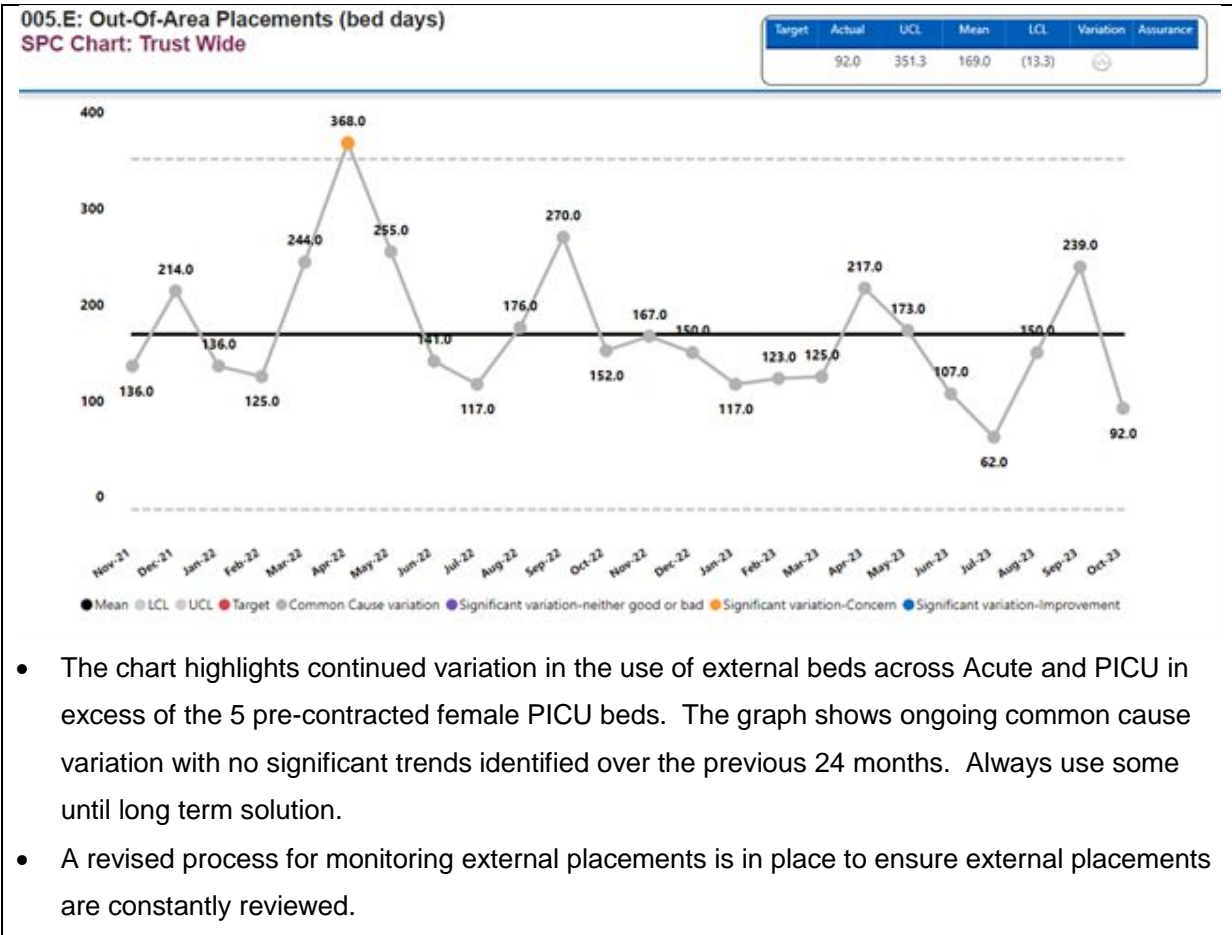 005.E: Out-Of-Area Placements (bed days)
SPC Chart: Trust Wide
Target Actual UCL Mean LCL Variation Assurance
92.0 351.3 169.0 (13.3)
400
300
200
100
0
136.0
214.0
136.0
125.0
244.0
368.0
255.0
141.0
117.0
176.0
270.0
152.0
167.0
150.0
117.0
123.0
125.0
217.0
173.0
107.0
62.0
150.0
239.0
92.0
Nov-21 Dec-21 Jan-22 Feb-22 Mar-22 Apr-22 May-22 Jun-22 Jul-22 Aug-22 Sep-22 Oct-22 Nov-22 Dec-22 Jan-23 Feb-23 Mar-23 Apr-23 May-23 Jun-23 Jul-23 Aug-23 Sep-23 Oct-23
Mean LCL UCL Target Common Cause variation Significant variation-neither good or bad Significant variation-Concern Significant variation-Improvement
• The chart highlights continued variation in the use of external beds across Acute and PICU in
excess of the 5 pre-contracted female PICU beds. The graph shows ongoing common cause
variation with no significant trends identified over the previous 24 months. Always use some
until long term solution.
• A revised process for monitoring external placements is in place to ensure external placements
are constantly reviewed.